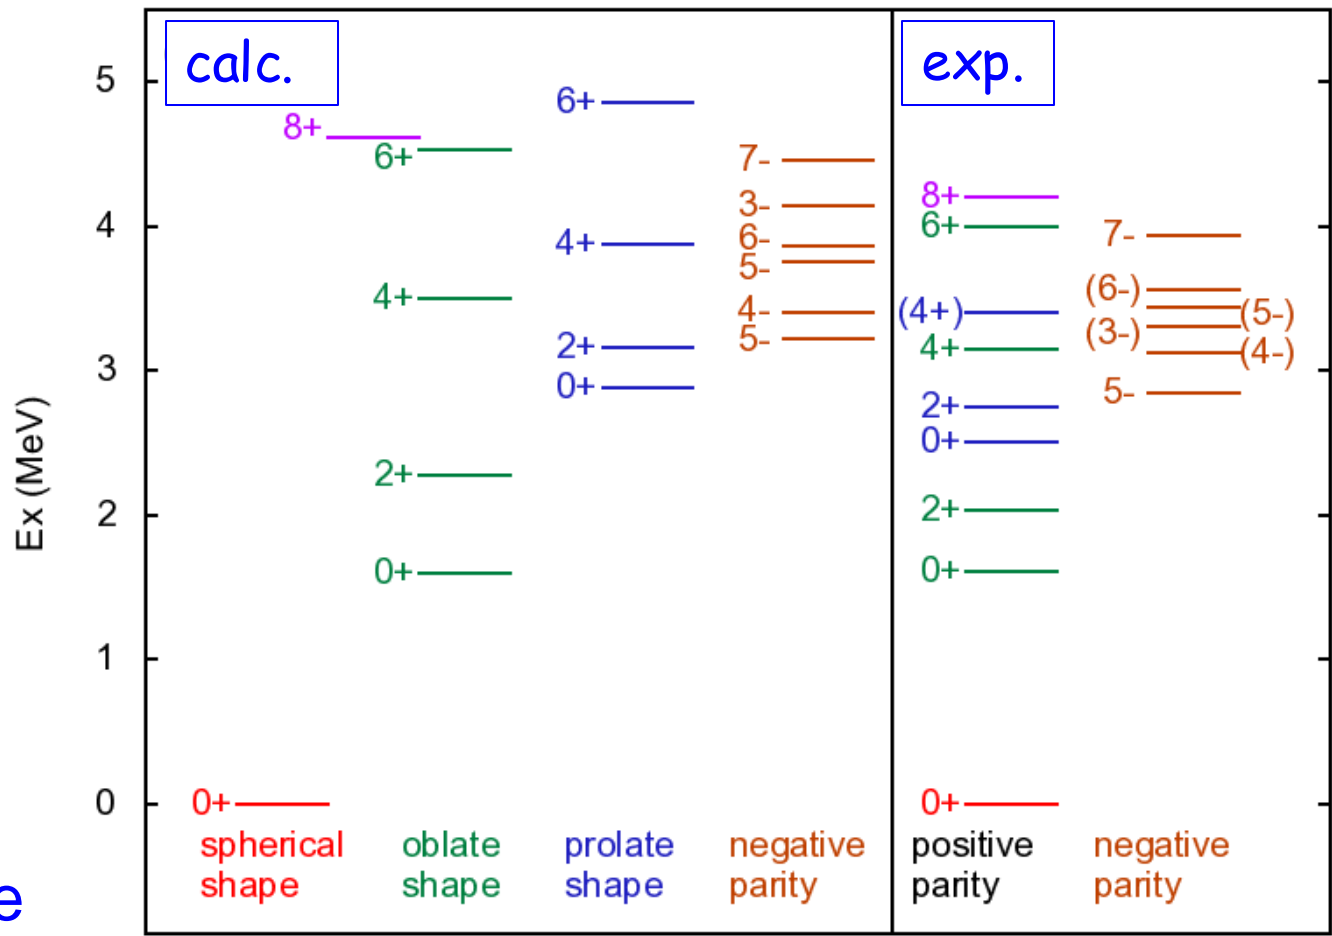 calc.
exp.
5
4
3
2
1
0
Ex (MeV)
8+
6+
4+
2+
0+
0+
6+
4+
2+
0+
7-
3-
6-
5-
4-
5-
8+
6+
(4+)
4+
2+
0+
2+
0+
0+
7-
(6-)
(5-)
(3-)
(4-)
5-
spherical
shape
oblate
shape
prolate
shape
negative
parity
positive
parity
negative
parity
e